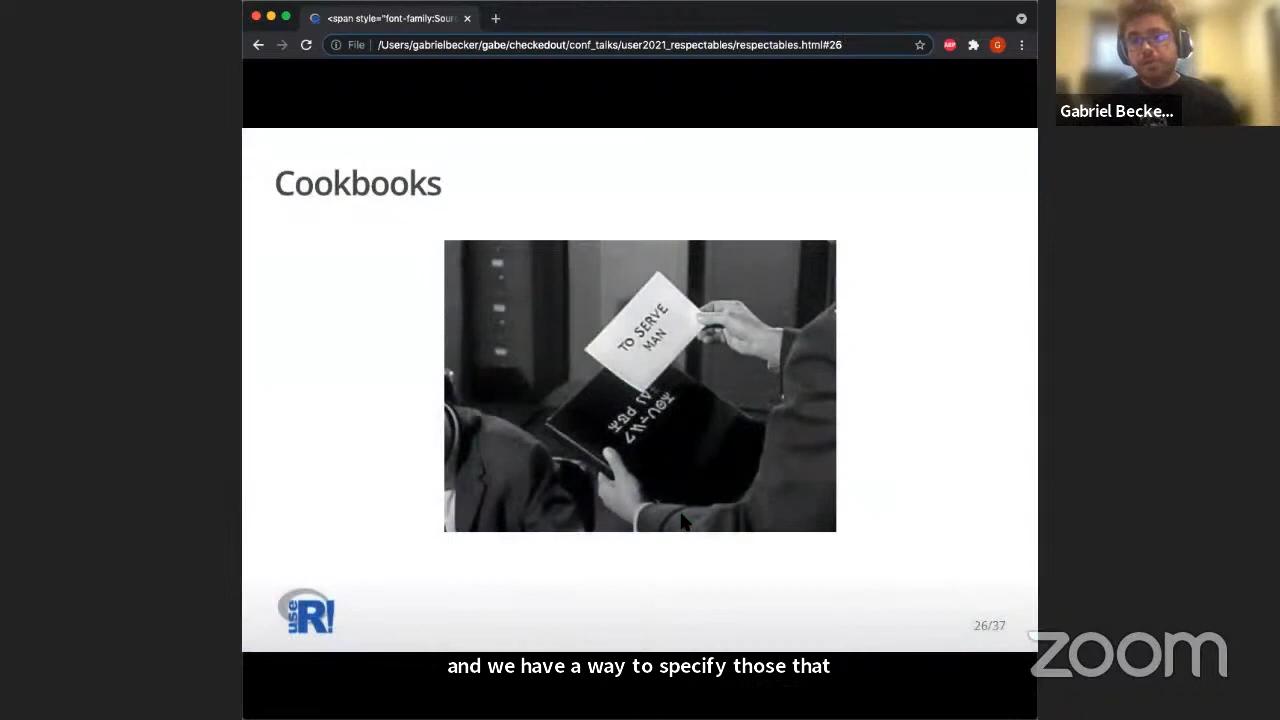 <span style="font-family:Sour
File
/Users/gabrielbecker/gabe/checkedout/conf_talks/user2021_respectables/respectables.html#26
ABP
G
Gabriel Becke...
Cookbooks
TO SERVE
MAN
use
R!
26/37
zoom
and we have a way to specify those that